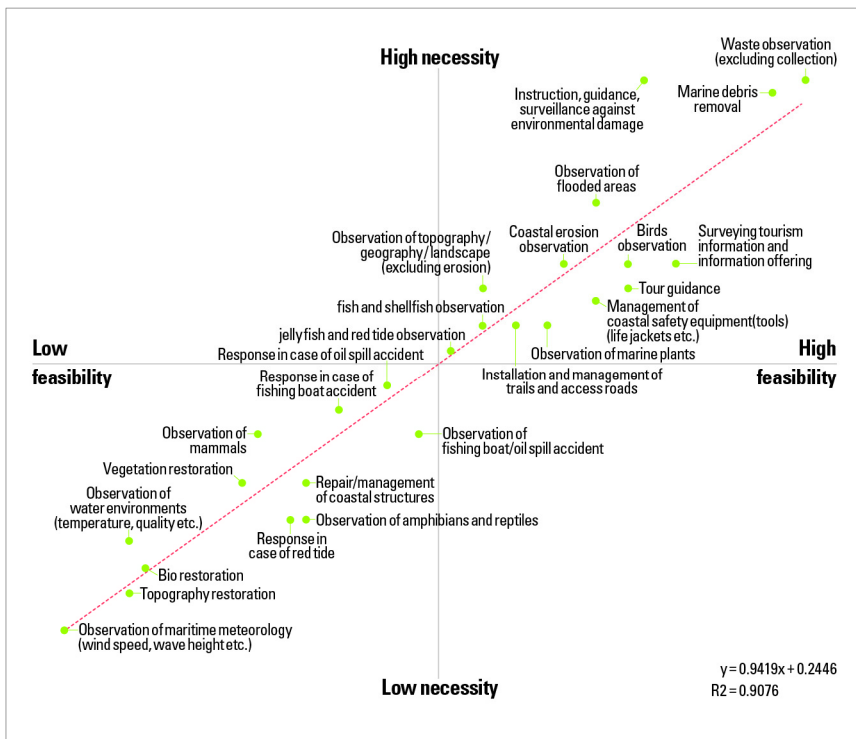 High necessity
Waste observation
(excluding collection)
Instruction, guidance,
surveillance against
environmental damage
Marine debris
removal
Observation of
flooded areas
Observation of topography/
geography/landscape
(excluding erosion)
Coastal erosion
observation
Birds
observation
Surveying tourism
information and
information offering
Tour guidance
fish and shellfish observation
Management of
coastal safety equipment(tools)
(life jackets etc.)
jellyfish and red tide observation
Observation of marine plants
Low
feasibility
High
feasibility
Response in case of oil spill accident
Installation and management of
trails and access roads
Response in case of
fishing boat accident
Observation of
mammals
Observation of
fishing boat/oil spill accident
Vegetation restoration
Repair/management
of coastal structures
Observation of
water environments
(temperature, quality etc.)
Observation of amphibians and reptiles
Response in
case of red tide
Bio restoration
Topography restoration
Observation of maritime meteorology
(wind speed, wave height etc.)
Low necessity
y = 0.9419x + 0.2446
R2 = 0.9076